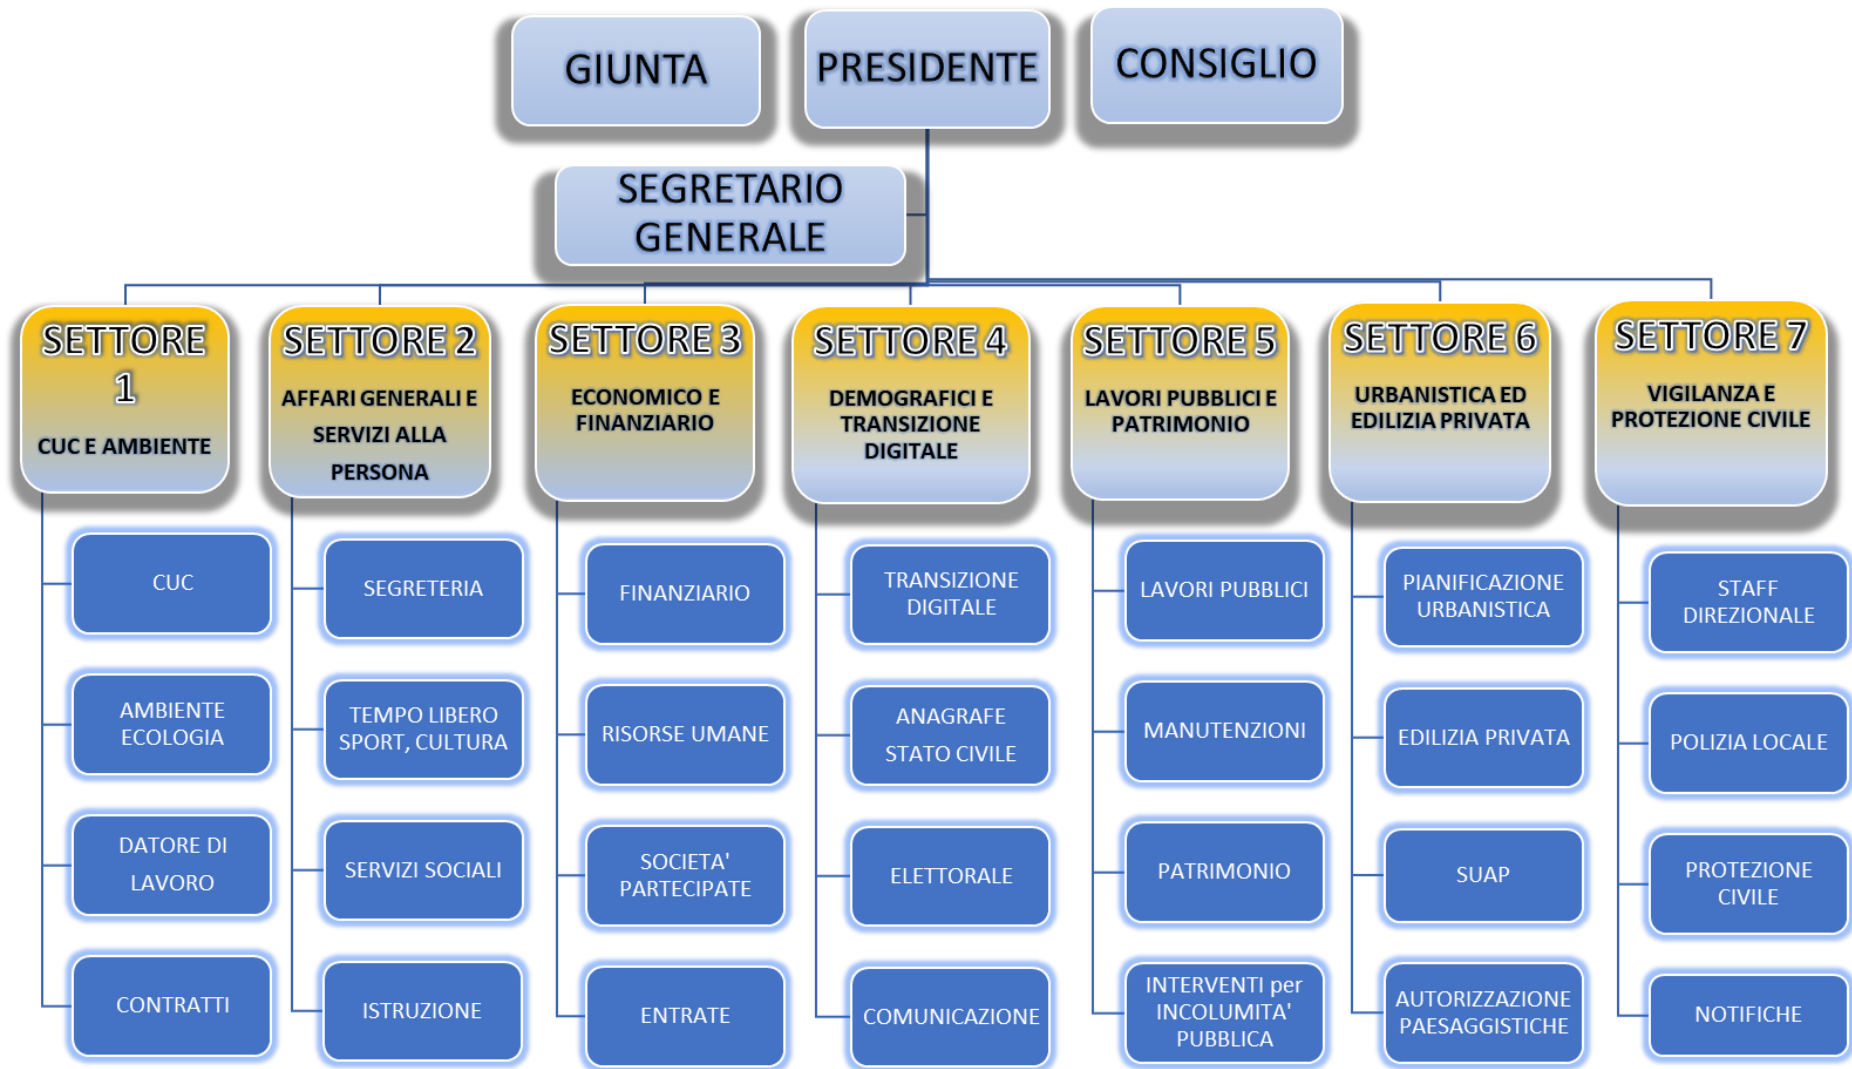 GIUNTA
PRESIDENTE
CONSIGLIO
SEGRETARIO
GENERALE
SETTORE
1
CUC E AMBIENTE
CUC
AMBIENTE
ECOLOGIA
DATORE DI
LAVORO
CONTRATTI
SETTORE 2
AFFARI GENERALI E
SERVIZI ALLA
PERSONA
SEGRETERIA
TEMPO LIBERO
SPORT, CULTURA
SERVIZI SOCIALI
ISTRUZIONE
SETTORE 3
ECONOMICO E
FINANZIARIO
FINANZIARIO
RISORSE UMANE
SOCIETA'
PARTECIPATE
ENTRATE
SETTORE 4
DEMOGRAFICI E
TRANSIZIONE
DIGITALE
TRANSIZIONE
DIGITALE
ANAGRAFE
STATO CIVILE
ELETTORALE
COMUNICAZIONE
SETTORE 5
LAVORI PUBBLICI E
PATRIMONIO
LAVORI PUBBLICI
MANUTENZIONI
PATRIMONIO
INTERVENTI per
INCOLUMITA'
PUBBLICA
SETTORE 6
URBANISTICA ED
EDILIZIA PRIVATA
PIANIFICAZIONE
URBANISTICA
EDILIZIA PRIVATA
SUAP
AUTORIZZAZIONE
PAESAGGISTICHE
SETTORE 7
VIGILANZA E
PROTEZIONE CIVILE
STAFF
DIREZIONALE
POLIZIA LOCALE
PROTEZIONE
CIVILE
NOTIFICHE